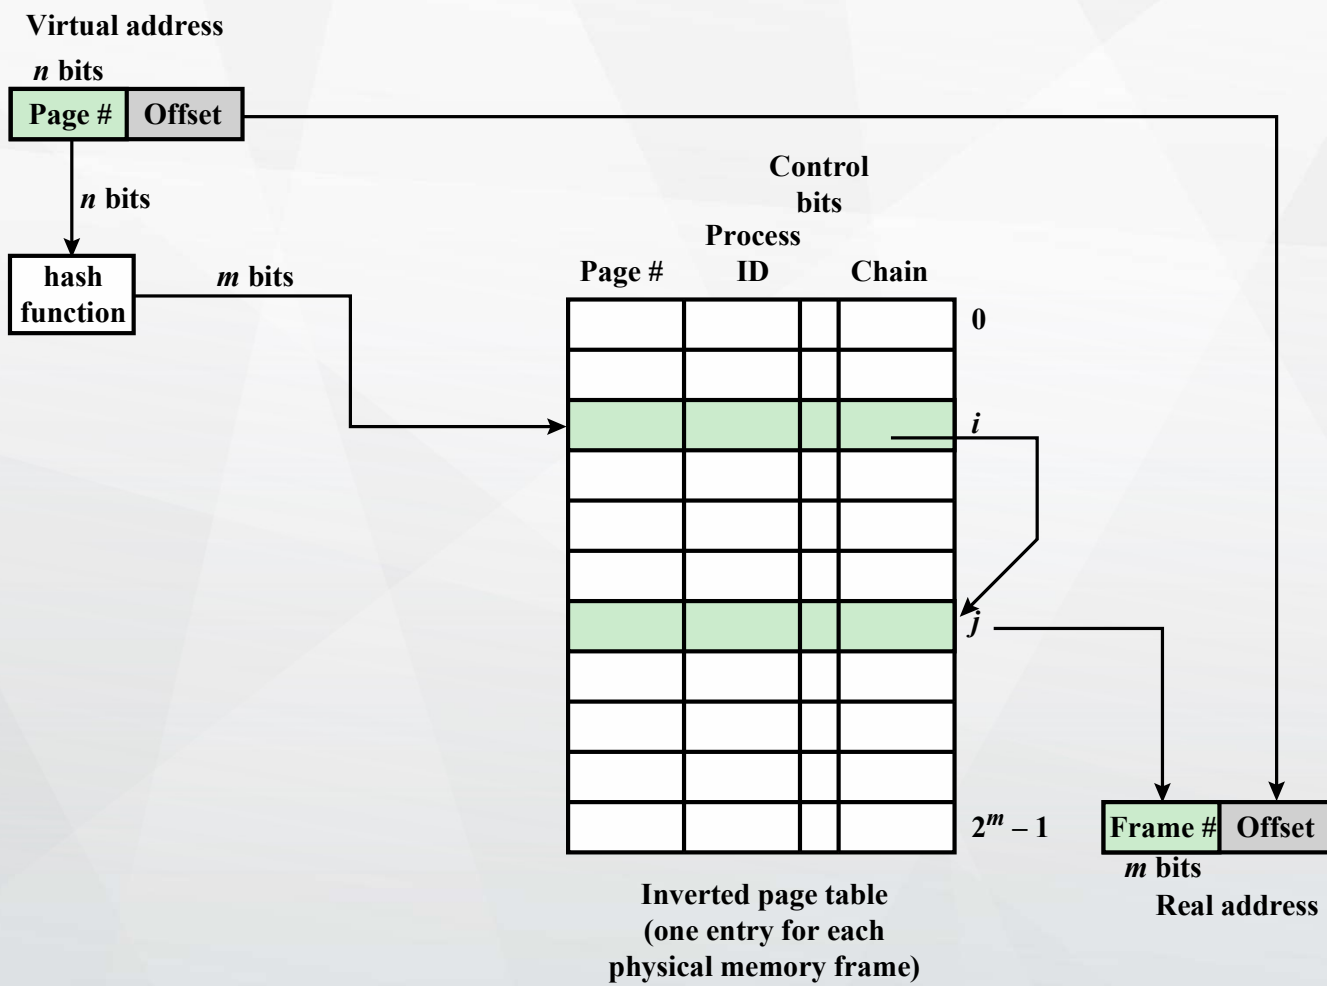 Virtual address
n bits
Page # Offset
n bits
hash
function
m bits
Control
bits
Process
Page # ID Chain
0
i
j
2^m – 1
Frame # Offset
m bits
Real address
Inverted page table
(one entry for each
physical memory frame)